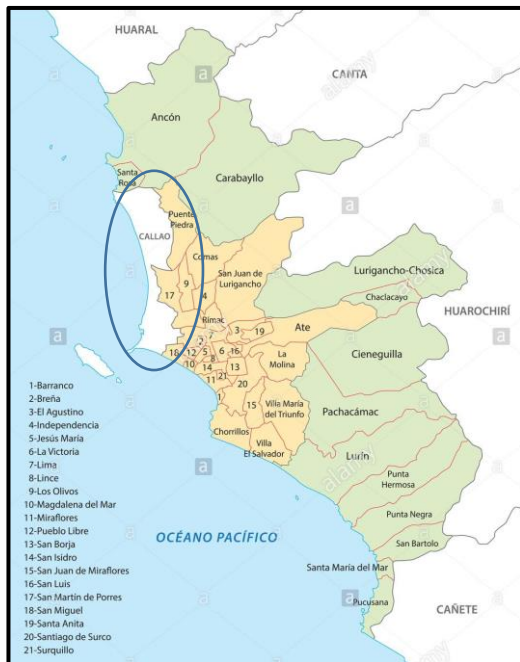 HUARAL
CANTA
Ancón
Santa
Rosa
Carabayllo
Puente
Piedra
CALLAO
Comas
San Juan de
Lurigancho
Lurigancho-Chosica
Chaclacayo
HUAROCHIRÍ
9
17
4
Rímac
3
19
Ate
Cieneguilla
18
12
5
6
16
8
10
14
13
La
Molina
11
21
20
1
15
Villa María
del Triunfo
Pachacámac
Chorrillos
Villa
El Salvador
Lurín
Punta
Hermosa
Punta Negra
San Bartolo
Santa María del Mar
Pucusana
CAÑETE
OCÉANO PACÍFICO
1-Barranco
2-Breña
3-El Agustino
4-Independencia
5-Jesús María
6-La Victoria
7-Lima
8-Lince
9-Los Olivos
10-Magdalena del Mar
11-Miraflores
12-Pueblo Libre
13-San Borja
14-San Isidro
15-San Juan de Miraflores
16-San Luis
17-San Martín de Porres
18-San Miguel
19-Santa Anita
20-Santiago de Surco
21-Surquillo
alamy
a